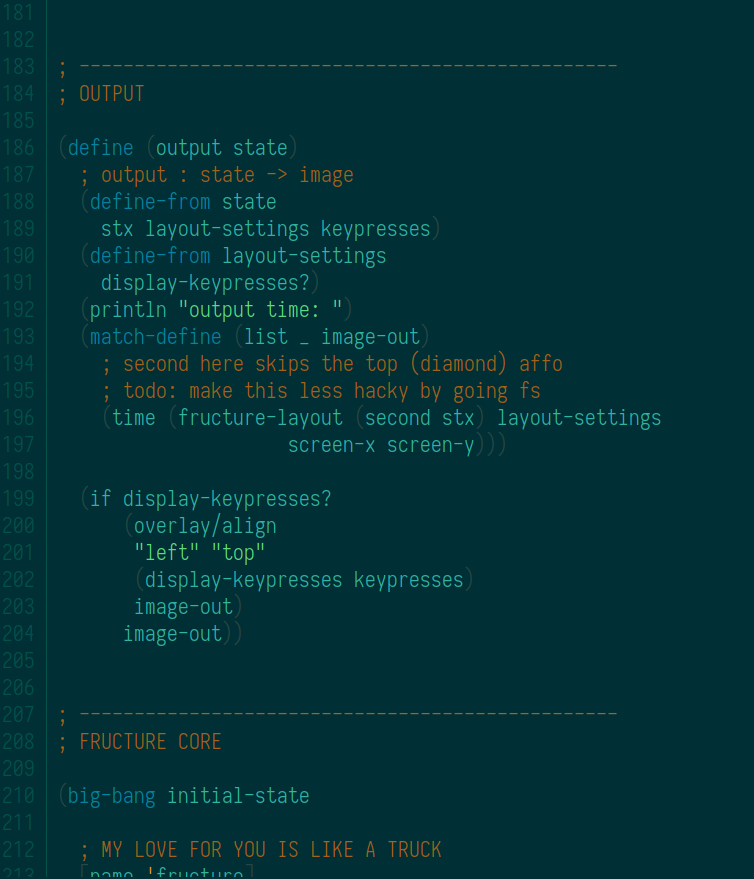 181
182
183 ; -------------------------------------------------
184 ; OUTPUT
185
186 (define (output state)
187   ; output : state -> image
188   (define-from state
189     stx layout-settings keypresses)
190   (define-from layout-settings
191     display-keypresses?)
192   (println "output time: ")
193   (match-define (list _ image-out)
194     ; second here skips the top (diamond) affo
195     ; todo: make this less hacky by going fs
196     (time (fructure-layout (second stx) layout-settings
197                      screen-x screen-y)))
198
199   (if display-keypresses?
200       (overlay/align
201        "left" "top"
202        (display-keypresses keypresses)
203        image-out)
204       image-out))
205
206
207 ; -------------------------------------------------
208 ; FRUCTURE CORE
209
210 (big-bang initial-state
211
212   ; MY LOVE FOR YOU IS LIKE A TRUCK
213   [name 'fructure]